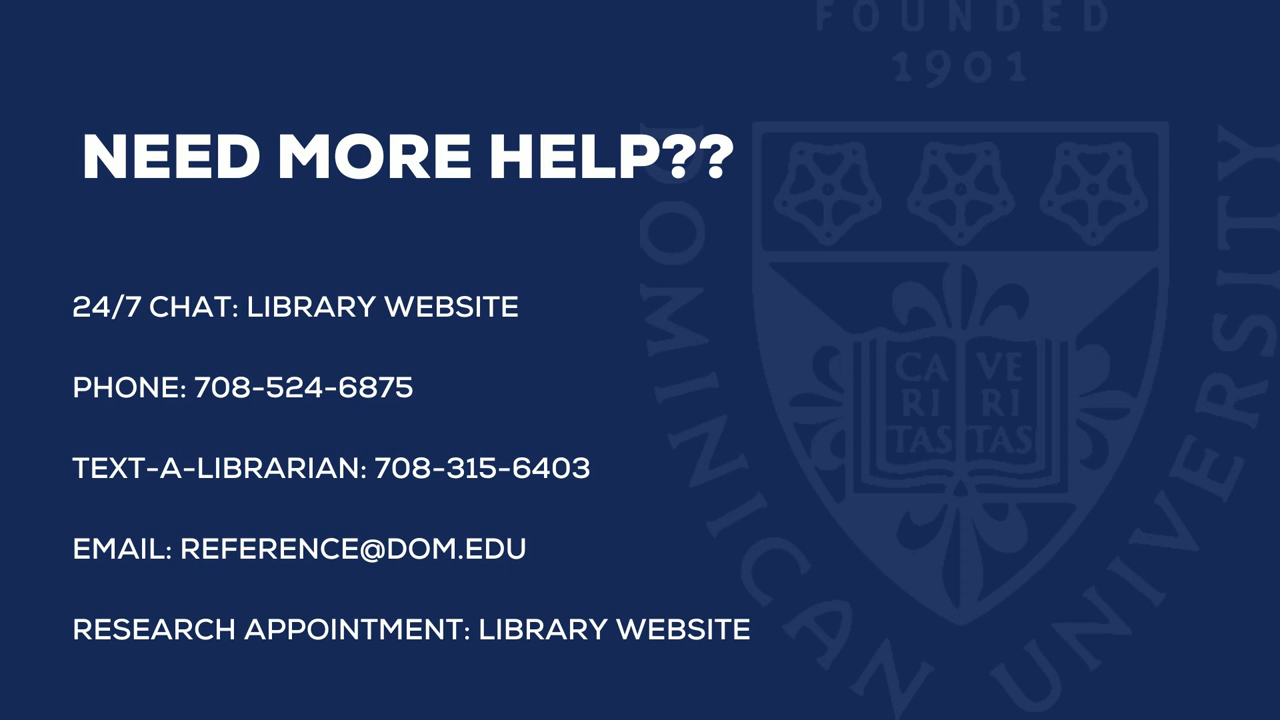 FOUNDED
1901
NEED MORE HELP??
DOMINICAN UNIVERSITY
24/7 CHAT: LIBRARY WEBSITE
CA VE
RI RI
TAS TAS
PHONE: 708-524-6875
TEXT-A-LIBRARIAN: 708-315-6403
EMAIL: REFERENCE@DOM.EDU
RESEARCH APPOINTMENT: LIBRARY WEBSITE